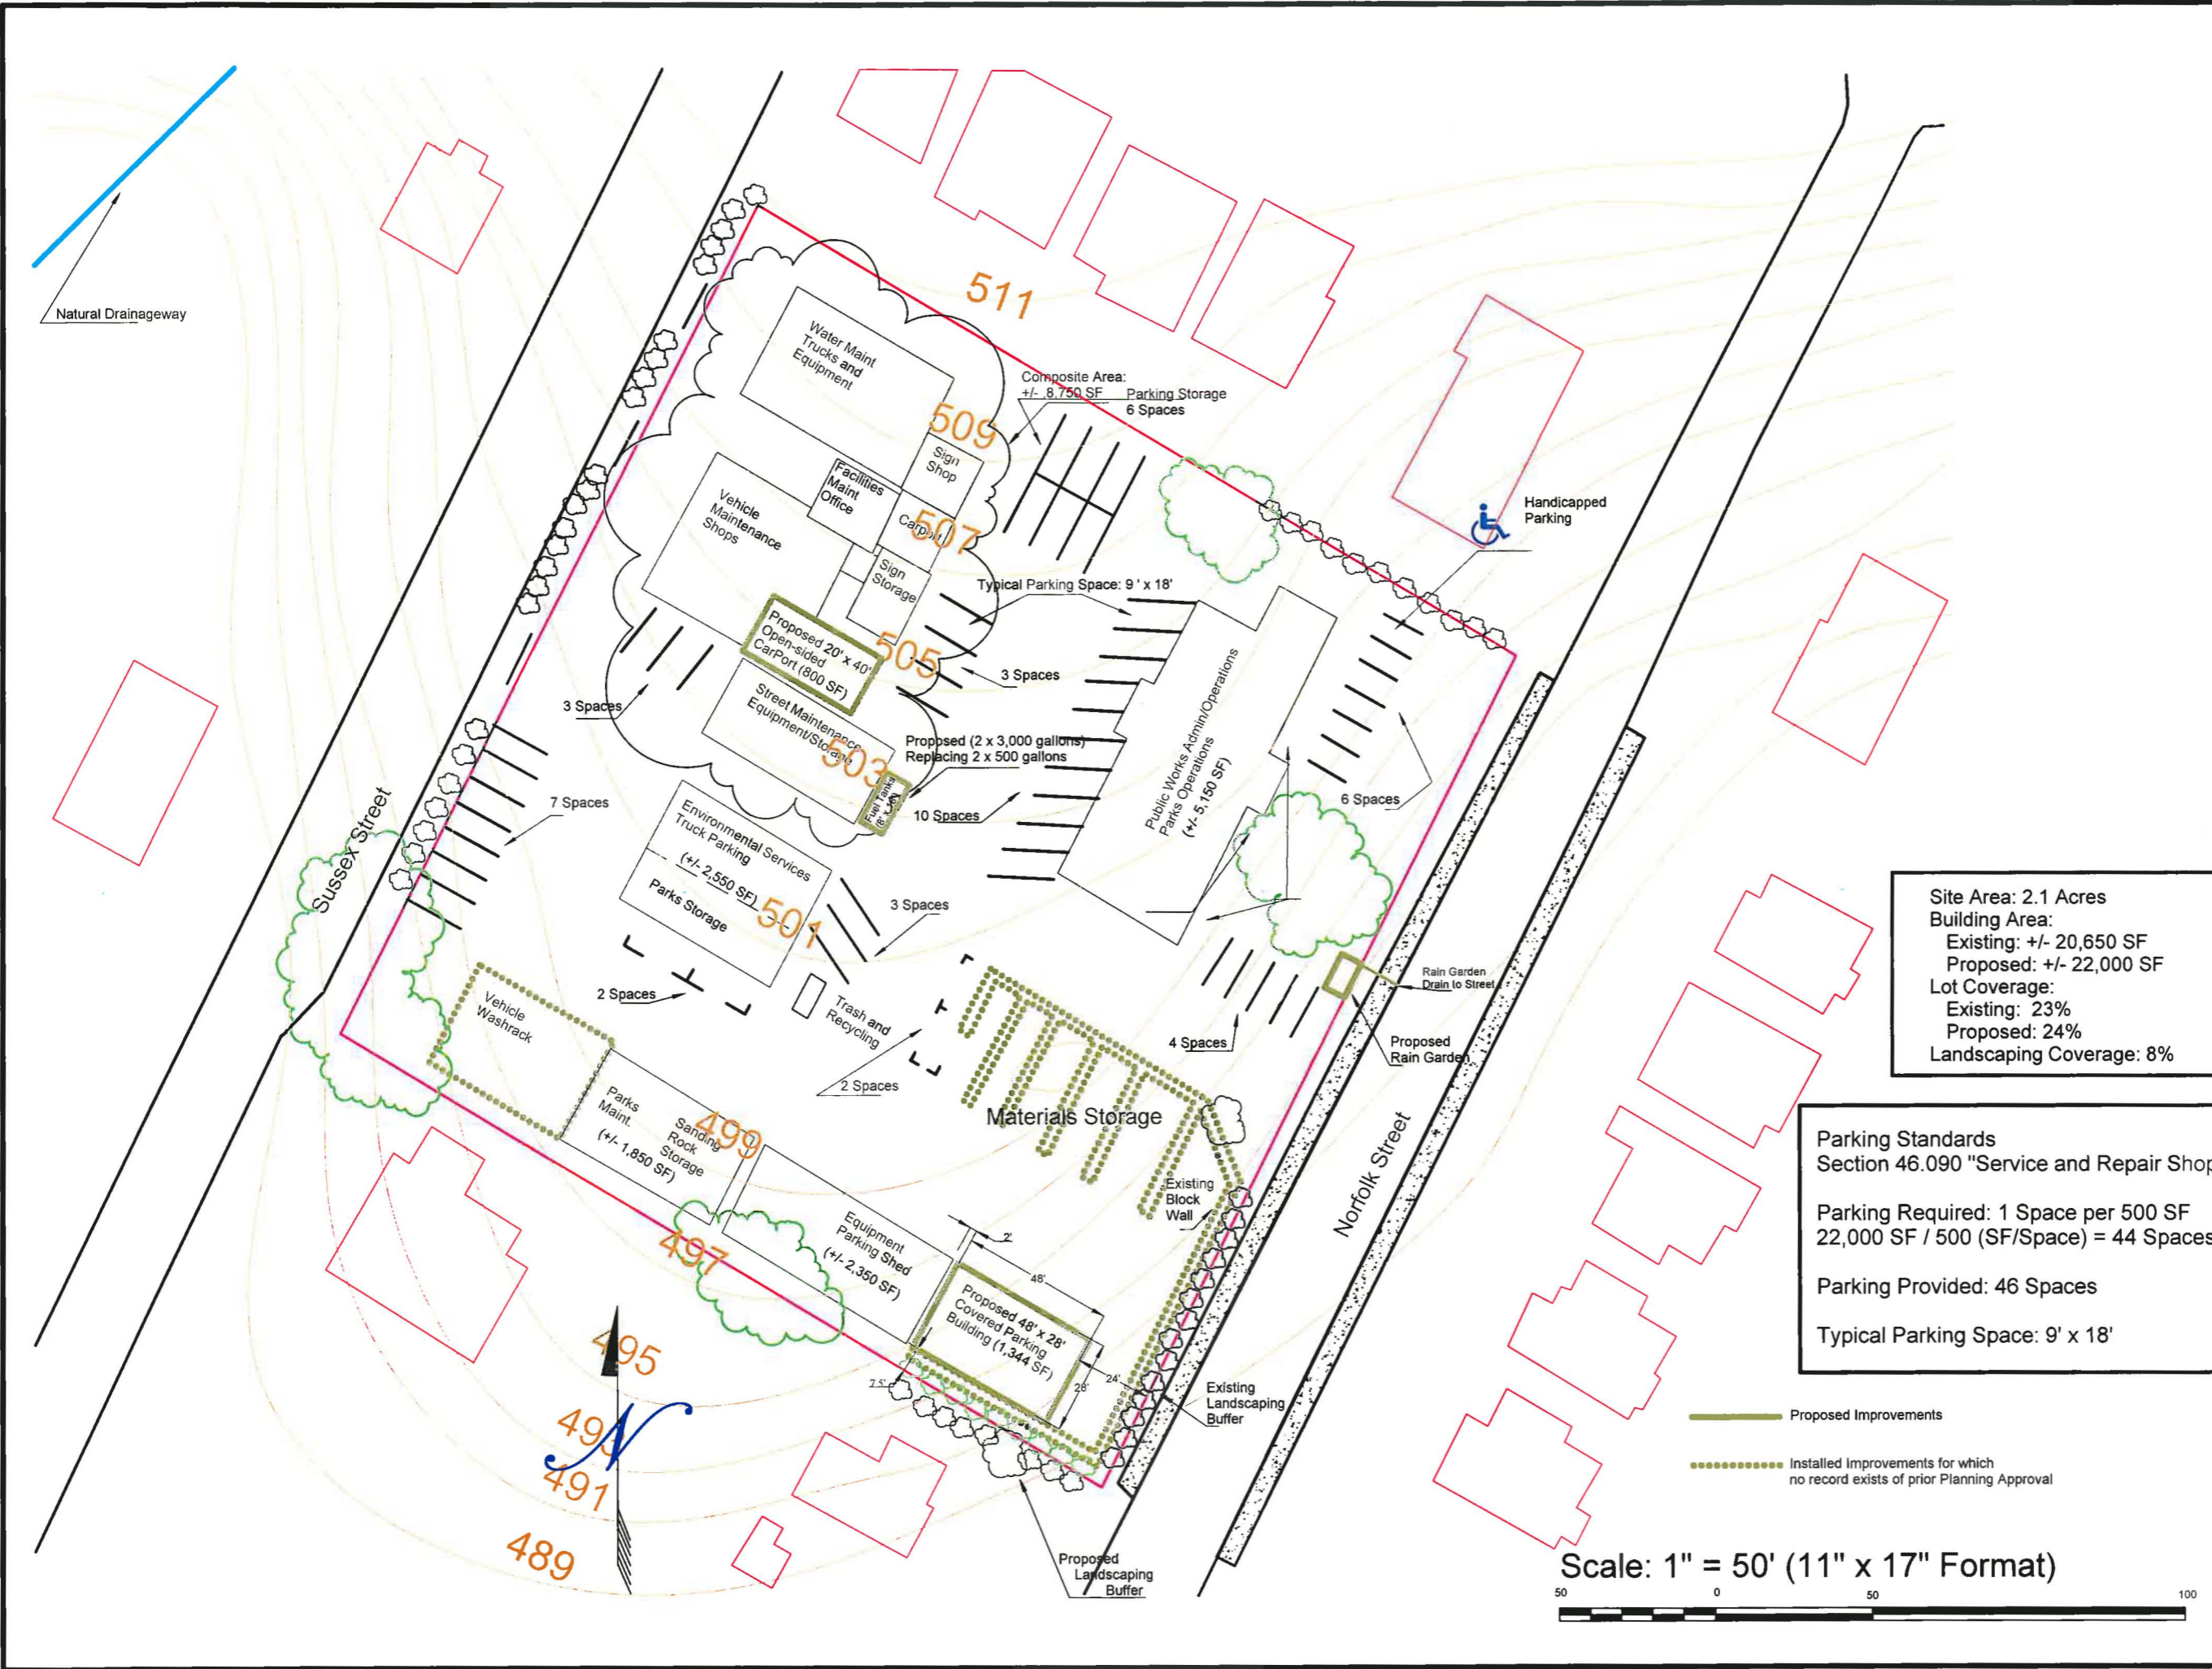 Natural Drainageway
511
Water Maint
Trucks and
Equipment
Composite Area:
+/- 8,750 SF
Parking Storage
6 Spaces
509
Sign
Shop
Facilities
Maint
Office
Vehicle
Maintenance
Shops
Carport
507
Handicapped
Parking
Sign
Storage
Typical Parking Space: 9 ' x 18'
Proposed 20' x 40'
Open-sided
CarPort (800 SF)
505
3 Spaces
3 Spaces
Street Maintenance
Equipment/Storage
503
Proposed (2 x 3,000 gallons)
Replacing 2 x 500 gallons
Fuel Tanks
10 Spaces
Public Works Admin/Operations
Parks Operations
(+/- 5,150 SF)
6 Spaces
7 Spaces
Sussex Street
Environmental Services
Truck Parking
(+/- 2,550 SF)
Parks Storage
501
3 Spaces
2 Spaces
Trash and
Recycling
2 Spaces
Vehicle
Washrack
4 Spaces
Rain Garden
Drain to Street
Proposed
Rain Garden
Materials Storage
Parks
Maint.
(+/- 1,850 SF)
Sanding
Rock
Storage
499
Existing
Block
Wall
Norfolk Street
497
Equipment
Parking Shed
(+/- 2,350 SF)
2'
48'
Proposed 48' x 28'
Covered Parking
Building (1,344 SF)
28'
24'
7.5'
Existing
Landscaping
Buffer
495
493
N
491
489
Proposed
Landscaping
Buffer
Site Area: 2.1 Acres
Building Area:
Existing: +/- 20,650 SF
Proposed: +/- 22,000 SF
Lot Coverage:
Existing: 23%
Proposed: 24%
Landscaping Coverage: 8%
Parking Standards
Section 46.090 "Service and Repair Shop
Parking Required: 1 Space per 500 SF
22,000 SF / 500 (SF/Space) = 44 Spaces
Parking Provided: 46 Spaces
Typical Parking Space: 9' x 18'
Proposed Improvements
Installed Improvements for which
no record exists of prior Planning Approval
Scale: 1" = 50' (11" x 17" Format)
50 0 50 100